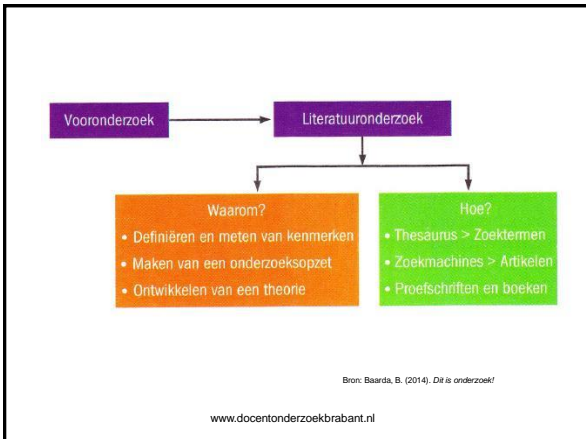 Vooronderzoek
Literatuuronderzoek
Waarom?
• Definiëren en meten van kenmerken
• Maken van een onderzoeksopzet
• Ontwikkelen van een theorie
Hoe?
• Thesaurus > Zoektermen
• Zoekmachines > Artikelen
• Proefschriften en boeken
Bron: Baarda, B. (2014). Dit is onderzoek!
www.docentonderzoekbrabant.nl